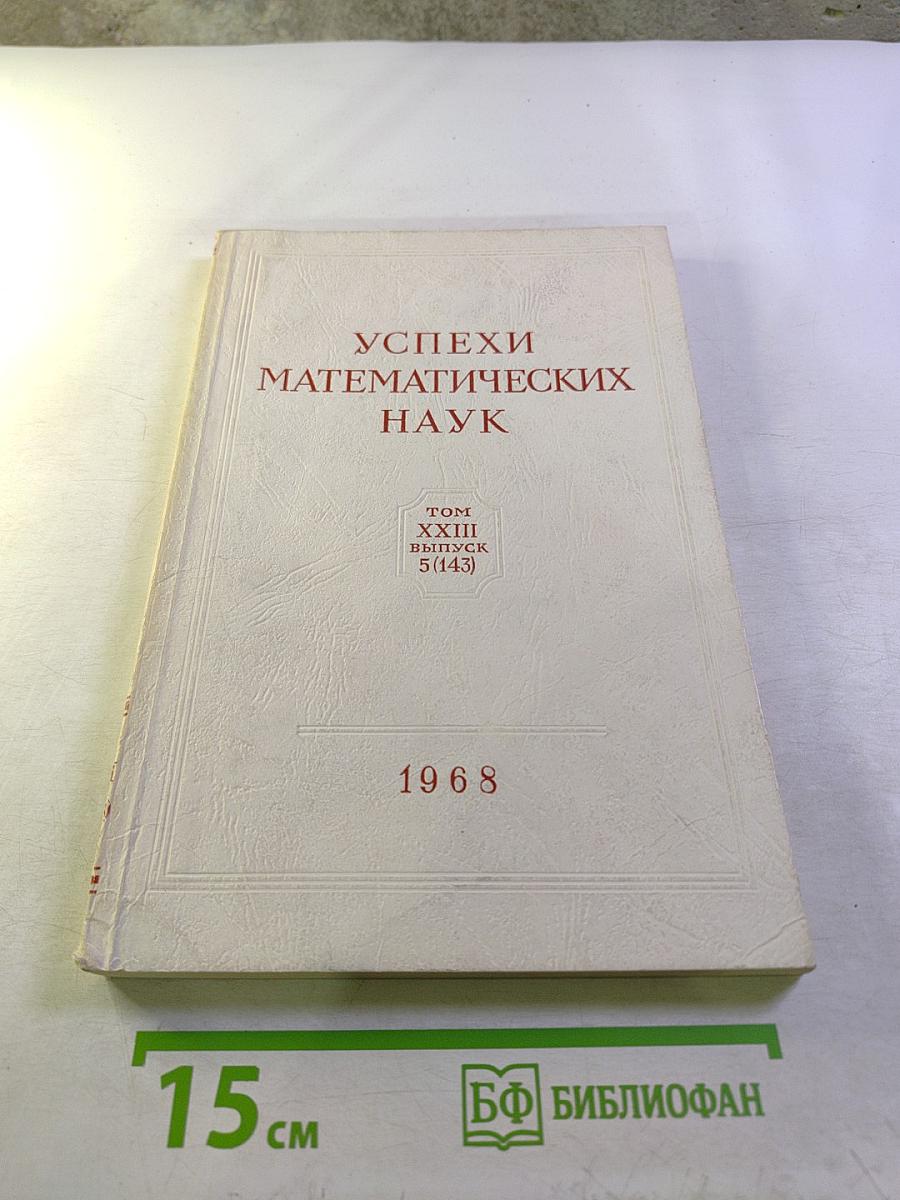 УСПЕХИ
МАТЕМАТИЧЕСКИХ
НАУК
ТОМ
XXIII
ВЫПУСК
5(143)
1968
15 см
БФ БИБЛИОФАН